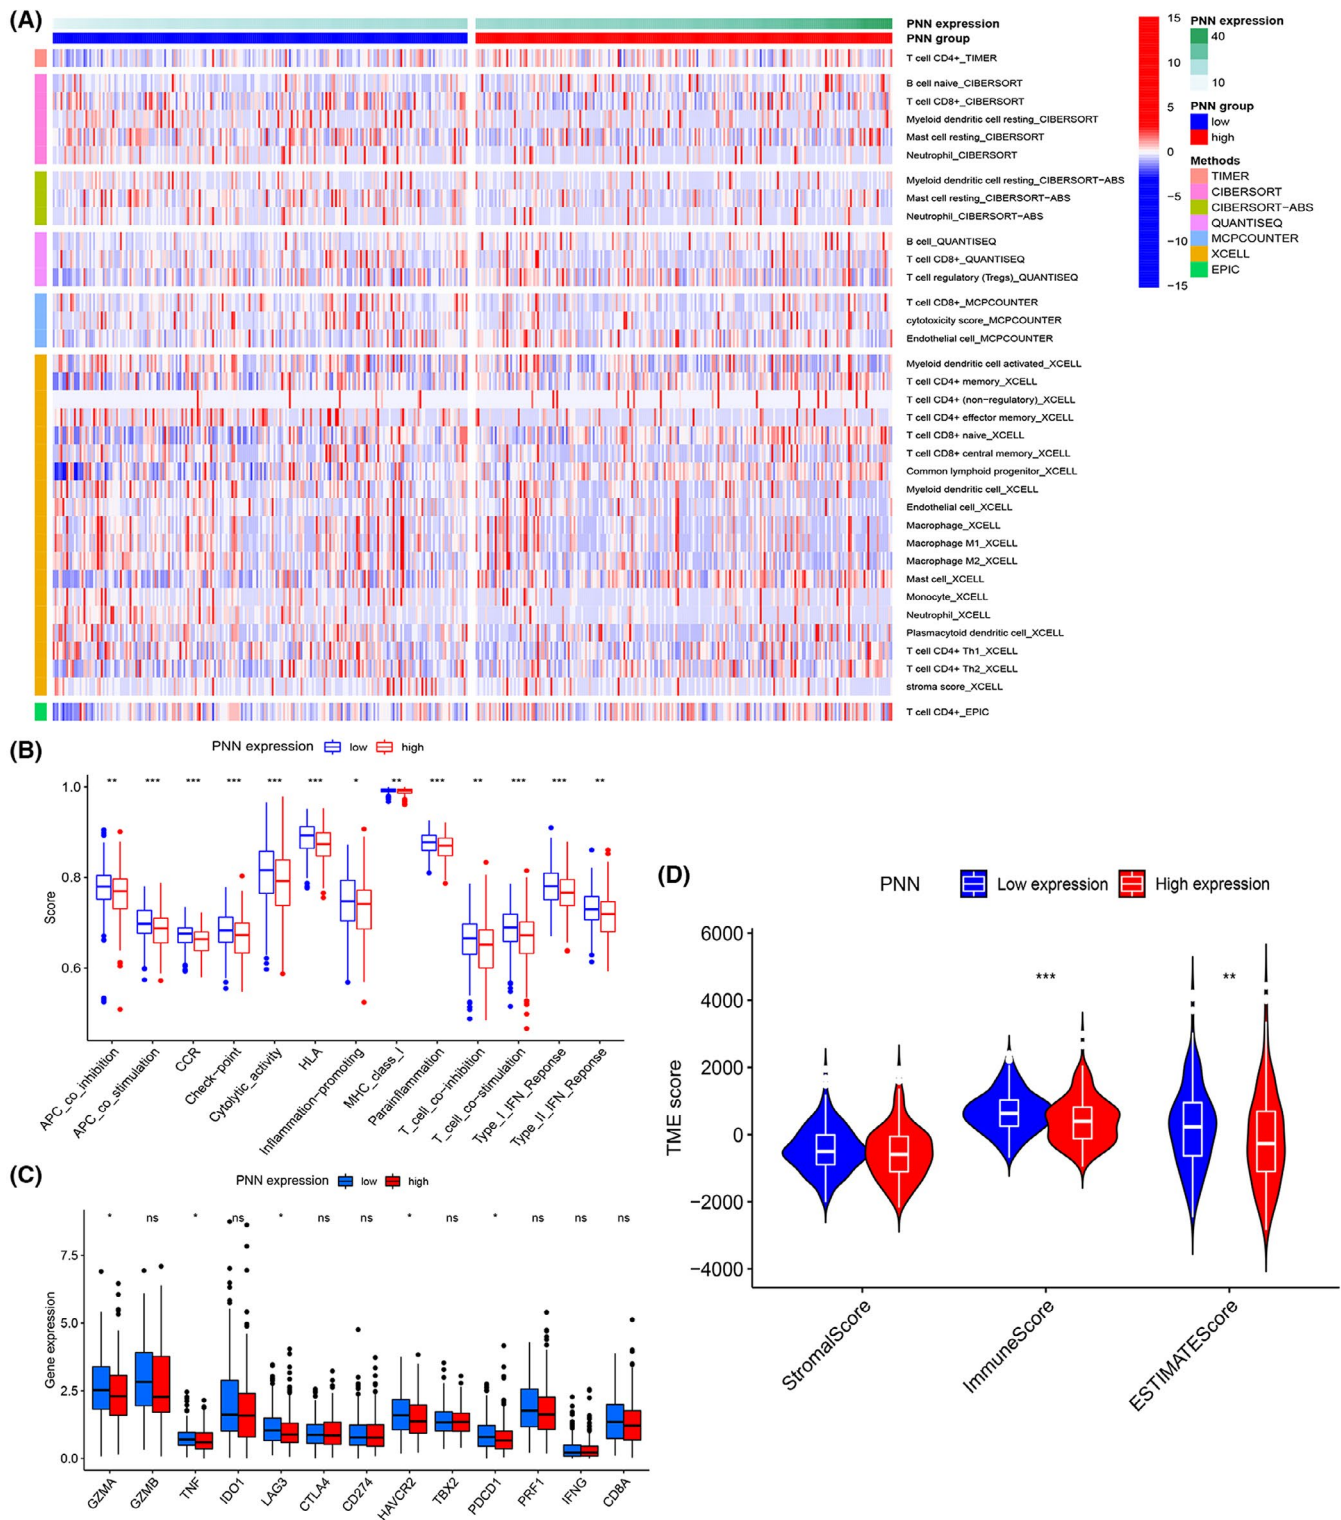 (A)
PNN expression
PNN group
T cell CD4+_TIMER
B cell naive_CIBERSORT
T cell CD8+_CIBERSORT
Myeloid dendritic cell resting_CIBERSORT
Mast cell resting_CIBERSORT
Neutrophil_CIBERSORT
Myeloid dendritic cell resting_CIBERSORT-ABS
Mast cell resting_CIBERSORT-ABS
Neutrophil_CIBERSORT-ABS
B cell_QUANTISEQ
T cell CD8+_QUANTISEQ
T cell regulatory (Tregs)_QUANTISEQ
T cell CD8+_MCPCOUNTER
cytotoxicity score_MCPCOUNTER
Endothelial cell_MCPCOUNTER
Myeloid dendritic cell activated_XCELL
T cell CD4+ memory_XCELL
T cell CD4+ (non-regulatory)_XCELL
T cell CD4+ effector memory_XCELL
T cell CD8+ naive_XCELL
T cell CD8+ central memory_XCELL
Common lymphoid progenitor_XCELL
Myeloid dendritic cell_XCELL
Endothelial cell_XCELL
Macrophage_XCELL
Macrophage M1_XCELL
Macrophage M2_XCELL
Mast cell_XCELL
Monocyte_XCELL
Neutrophil_XCELL
Plasmacytoid dendritic cell_XCELL
T cell CD4+ Th1_XCELL
T cell CD4+ Th2_XCELL
stroma score_XCELL
T cell CD4+_EPIC
15
10
5
0
−5
−10
−15
PNN expression
40
10
PNN group
low
high
Methods
TIMER
CIBERSORT
CIBERSORT-ABS
QUANTISEQ
MCPCOUNTER
XCELL
EPIC
(B)
PNN expression low high
** *** *** *** *** *** * ** *** ** *** *** **
Score
1.0
0.8
0.6
APC_co_inhibition
APC_co_stimulation
CCR
Check-point
Cytolytic_activity
HLA
Inflammation-promoting
MHC_class_I
Parainflammation
T_cell_co-inhibition
T_cell_co-stimulation
Type_I_IFN_Reponse
Type_II_IFN_Reponse
(C)
PNN expression low high
* ns * ns * ns ns * ns * ns ns ns
Gene expression
7.5
5.0
2.5
0.0
GZMA
GZMB
TNF
IDO1
LAG3
CTLA4
CD274
HAVCR2
TBX2
PDCD1
PRF1
IFNG
CD8A
(D)
PNN Low expression High expression
*** **
TME score
6000
4000
2000
0
−2000
−4000
StromalScore
ImmuneScore
ESTIMATEScore